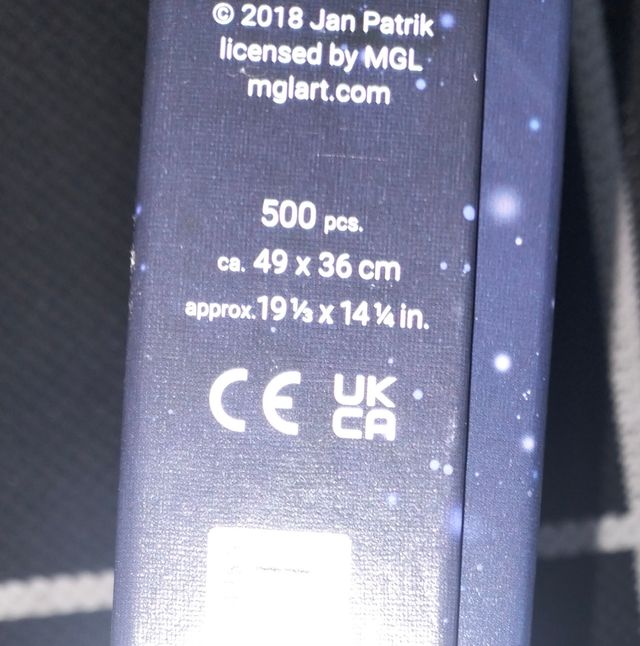 © 2018 Jan Patrik
licensed by MGL
mglart.com
500 pcs.
ca. 49 x 36 cm
approx.19 ⅓ x 14 ¼ in.
CE UK
CA